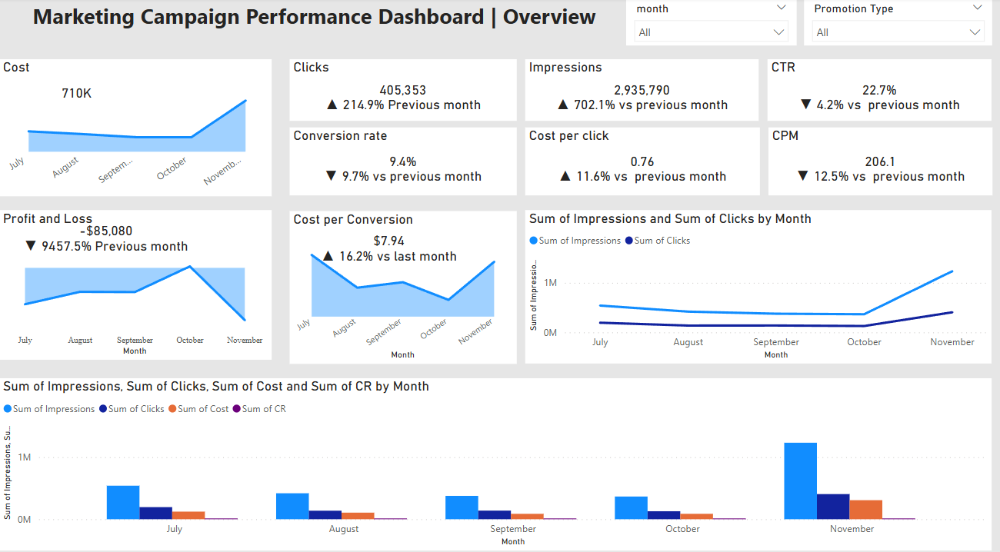 Marketing Campaign Performance Dashboard | Overview
month
All
Promotion Type
All
Cost
710K
July
August
Septem...
October
Novemb...
Clicks
405,353
▲ 214.9% Previous month
Impressions
2,935,790
▲ 702.1% vs previous month
CTR
22.7%
▼ 4.2% vs previous month
Conversion rate
9.4%
▼ 9.7% vs previous month
Cost per click
0.76
▲ 11.6% vs previous month
CPM
206.1
▼ 12.5% vs previous month
Profit and Loss
-$85,080
▼ 9457.5% Previous month
July
August
September
October
November
Month
Cost per Conversion
$7.94
▲ 16.2% vs last month
July
August
September
October
November
Month
Sum of Impressions and Sum of Clicks by Month
Sum of Impressions
Sum of Clicks
Sum of Impressio...
1M
0M
July
August
September
October
November
Month
Sum of Impressions, Sum of Clicks, Sum of Cost and Sum of CR by Month
Sum of Impressions
Sum of Clicks
Sum of Cost
Sum of CR
Sum of Impressions, Su...
1M
0M
July
August
September
October
November
Month